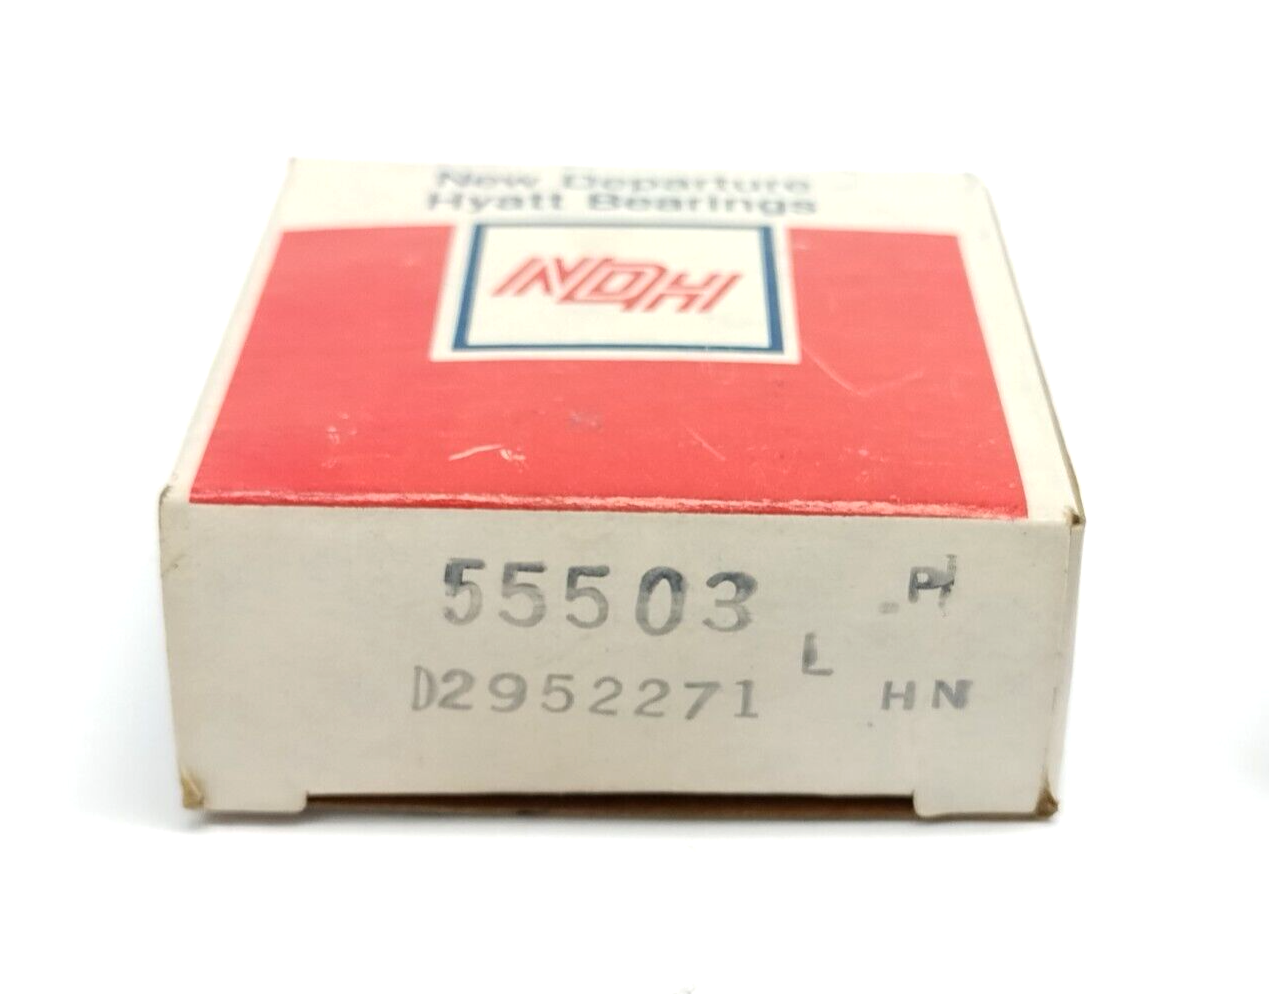 New Departure
Hyatt Bearings
NDH
55503
L
D2952271
HN